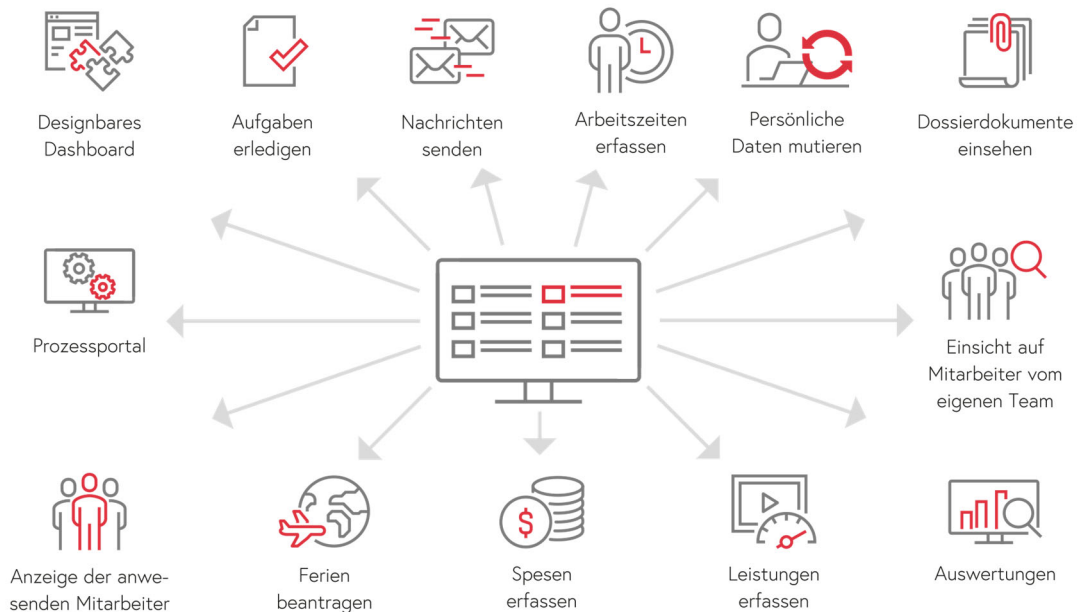 Designbares
Dashboard
Aufgaben
erledigen
Nachrichten
senden
Arbeitszeiten
erfassen
Persönliche
Daten mutieren
Dossierdokumente
einsehen
Prozessportal
Einsicht auf
Mitarbeiter vom
eigenen Team
Anzeige der anwe-
senden Mitarbeiter
Ferien
beantragen
$
Spesen
erfassen
Leistungen
erfassen
Auswertungen